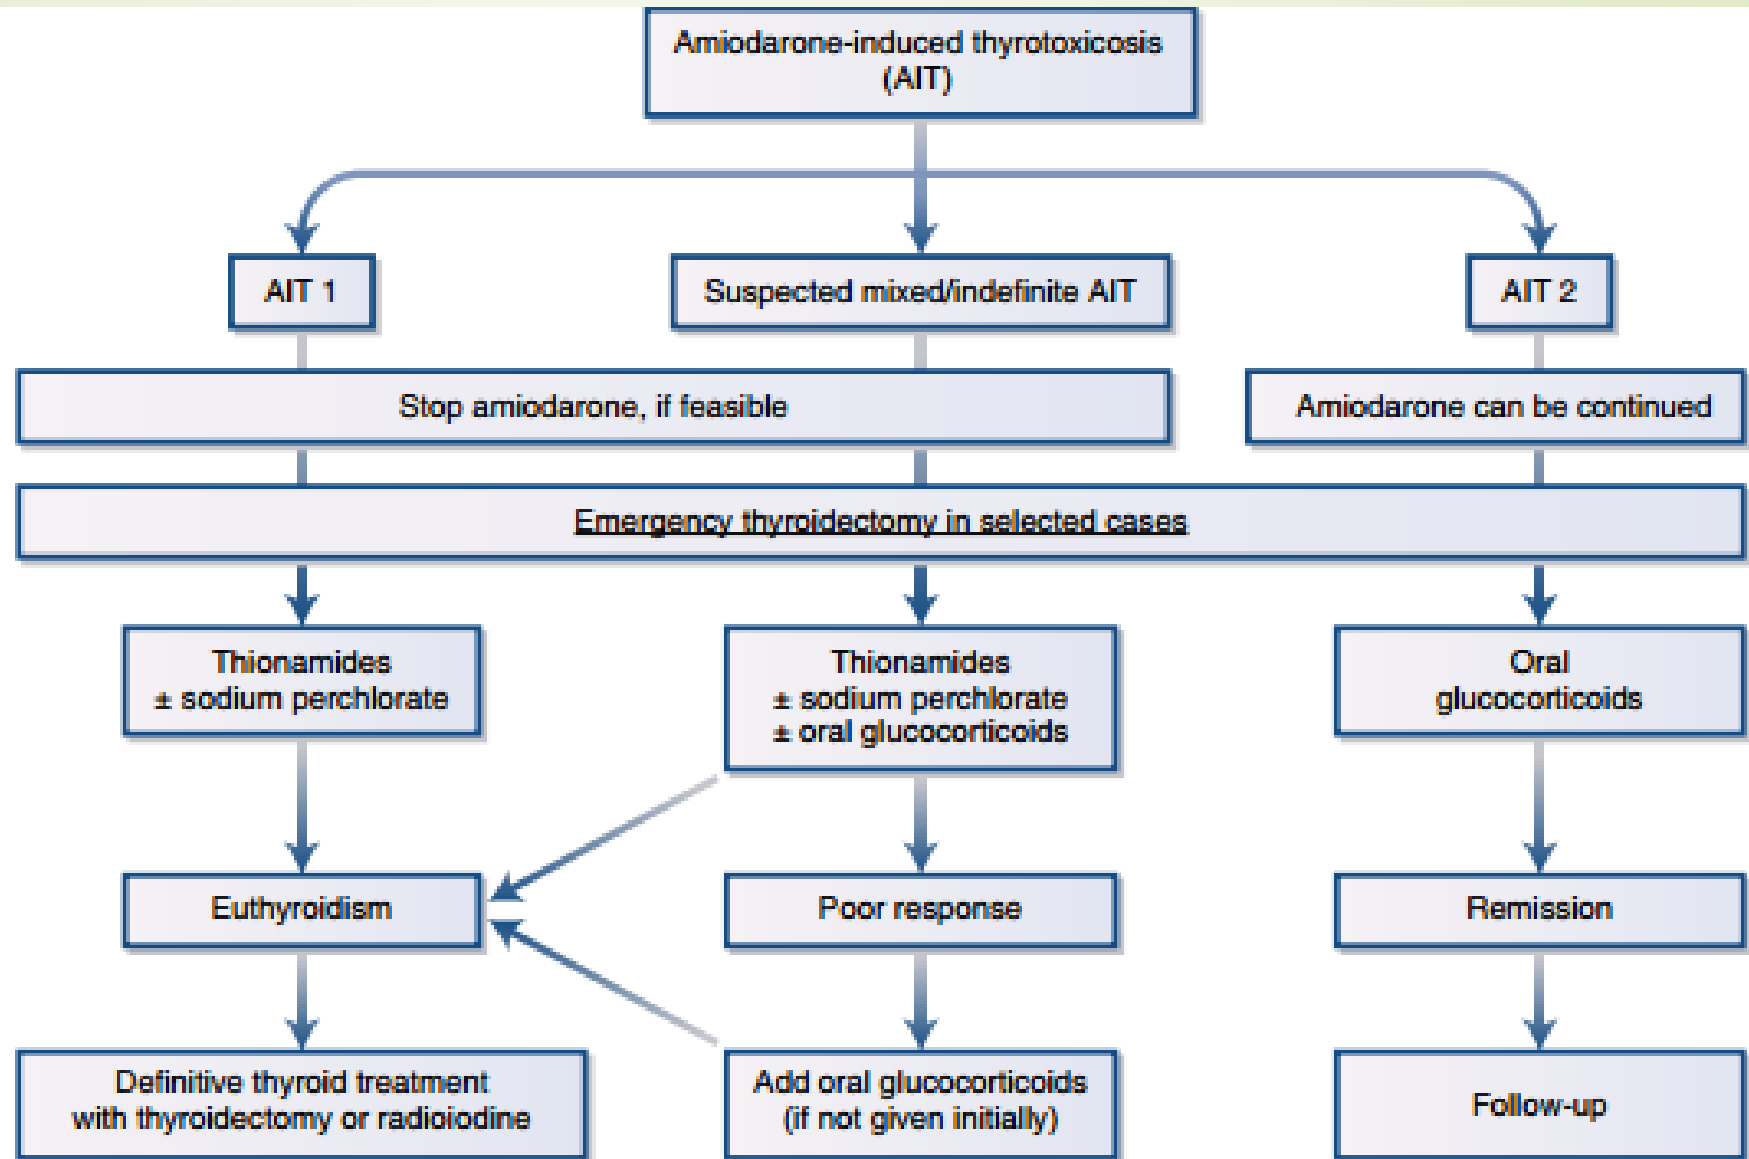 Amiodarone-induced thyrotoxicosis
(AIT)
AIT 1
Suspected mixed/indefinite AIT
AIT 2
Stop amiodarone, if feasible
Amiodarone can be continued
Emergency thyroidectomy in selected cases
Thionamides
± sodium perchlorate
Thionamides
± sodium perchlorate
± oral glucocorticoids
Oral
glucocorticoids
Euthyroidism
Poor response
Remission
Definitive thyroid treatment
with thyroidectomy or radioiodine
Add oral glucocorticoids
(if not given initially)
Follow-up